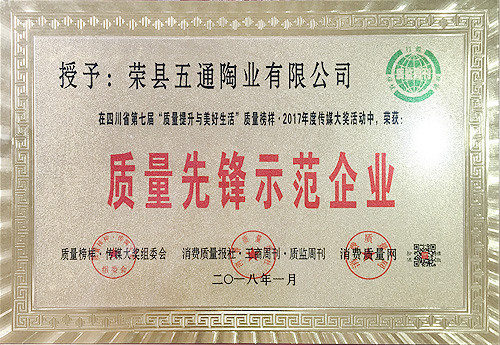 授予：荣县五通陶业有限公司
在四川省第七届“质量提升与美好生活”质量榜样·2017年度传媒大奖活动中，荣获：
质量先锋示范企业
质量榜样·传媒大奖组委会 消费质量报社·工商周刊·质监周刊 消费质量网
二〇一八年一月